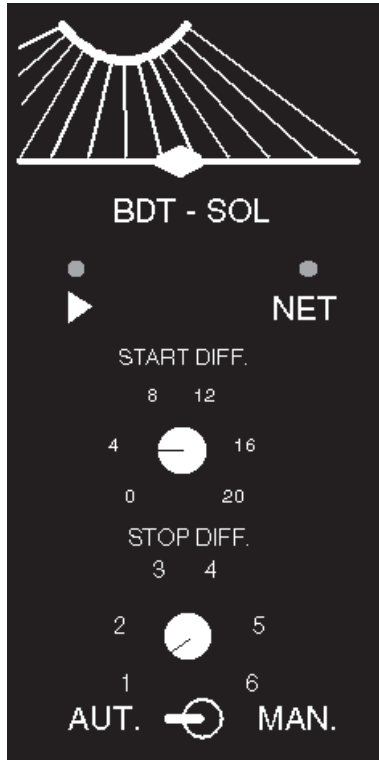 BDT - SOL
NET
START DIFF.
8 12
4 16
0 20
STOP DIFF.
3 4
2 5
1 6
AUT. MAN.